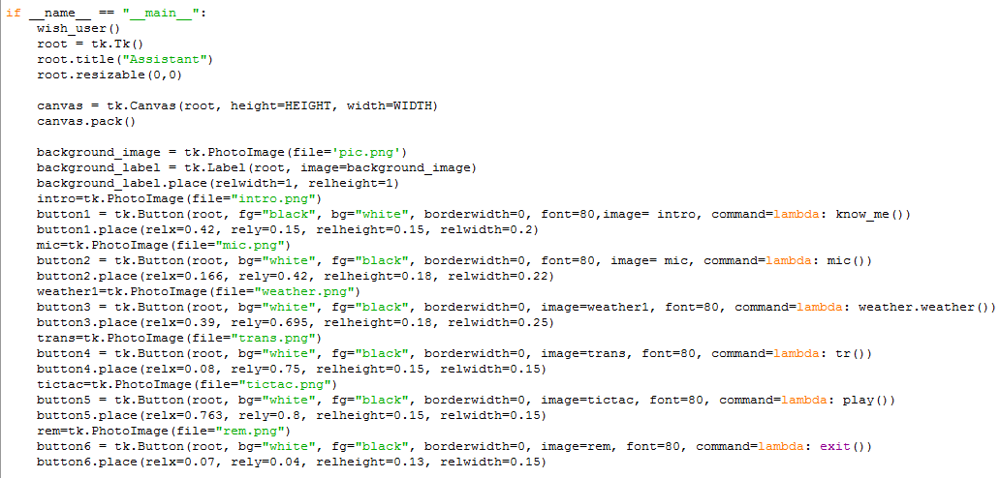 if __name__ == "__main__":
    wish_user()
    root = tk.Tk()
    root.title("Assistant")
    root.resizable(0,0)

    canvas = tk.Canvas(root, height=HEIGHT, width=WIDTH)
    canvas.pack()

    background_image = tk.PhotoImage(file='pic.png')
    background_label = tk.Label(root, image=background_image)
    background_label.place(relwidth=1, relheight=1)
    intro=tk.PhotoImage(file="intro.png")
    button1 = tk.Button(root, fg="black", bg="white", borderwidth=0, font=80,image= intro, command=lambda: know_me())
    button1.place(relx=0.42, rely=0.15, relheight=0.15, relwidth=0.2)
    mic=tk.PhotoImage(file="mic.png")
    button2 = tk.Button(root, bg="white", fg="black", borderwidth=0, font=80, image= mic, command=lambda: mic())
    button2.place(relx=0.166, rely=0.42, relheight=0.18, relwidth=0.22)
    weather1=tk.PhotoImage(file="weather.png")
    button3 = tk.Button(root, bg="white", fg="black", borderwidth=0, image=weather1, font=80, command=lambda: weather.weather())
    button3.place(relx=0.39, rely=0.695, relheight=0.18, relwidth=0.25)
    trans=tk.PhotoImage(file="trans.png")
    button4 = tk.Button(root, bg="white", fg="black", borderwidth=0, image=trans, font=80, command=lambda: tr())
    button4.place(relx=0.08, rely=0.75, relheight=0.15, relwidth=0.15)
    tictac=tk.PhotoImage(file="tictac.png")
    button5 = tk.Button(root, bg="white", fg="black", borderwidth=0, image=tictac, font=80, command=lambda: play())
    button5.place(relx=0.763, rely=0.8, relheight=0.15, relwidth=0.15)
    rem=tk.PhotoImage(file="rem.png")
    button6 = tk.Button(root, bg="white", fg="black", borderwidth=0, image=rem, font=80, command=lambda: exit())
    button6.place(relx=0.07, rely=0.04, relheight=0.13, relwidth=0.15)